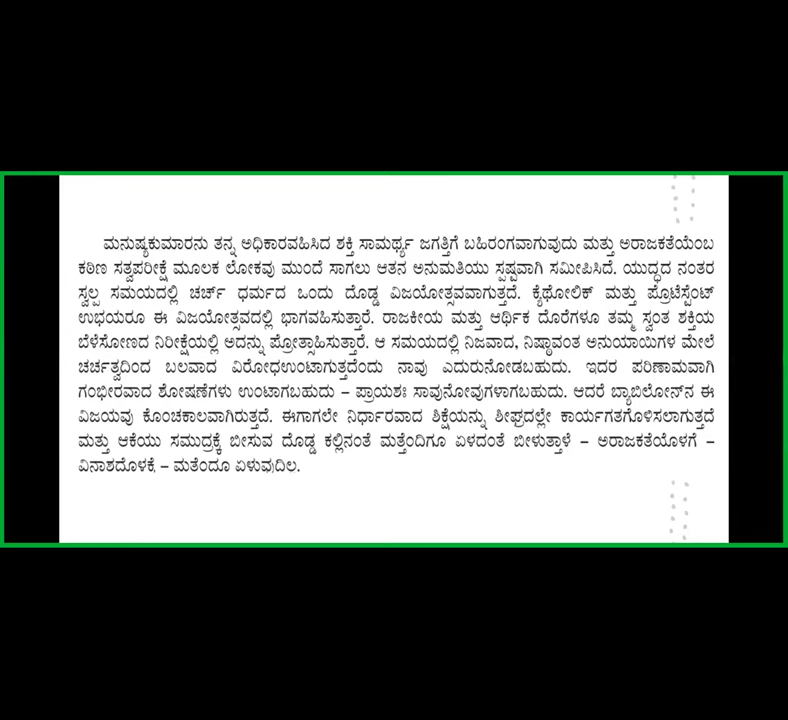 ಮನುಷ್ಯಕುಮಾರನು ತನ್ನ ಅಧಿಕಾರವಹಿಸಿದ ಶಕ್ತಿ ಸಾಮರ್ಥ್ಯ ಜಗತ್ತಿಗೆ ಬಹಿರಂಗವಾಗುವುದು ಮತ್ತು ಅರಾಜಕತೆಯೆಂಬ
ಕಠಿಣ ಸತ್ವಪರೀಕ್ಷೆ ಮೂಲಕ ಲೋಕವು ಮುಂದೆ ಸಾಗಲು ಆತನ ಅನುಮತಿಯು ಸ್ಪಷ್ಟವಾಗಿ ಸಮೀಪಿಸಿದೆ. ಯುದ್ಧದ ನಂತರ
ಸ್ವಲ್ಪ ಸಮಯದಲ್ಲಿ ಚರ್ಚ್ ಧರ್ಮದ ಒಂದು ದೊಡ್ಡ ವಿಜಯೋತ್ಸವವಾಗುತ್ತದೆ. ಕ್ಯೆಥೋಲಿಕ್ ಮತ್ತು ಪ್ರೊಟೆಸ್ಟೆಂಟ್
ಉಭಯರೂ ಈ ವಿಜಯೋತ್ಸವದಲ್ಲಿ ಭಾಗವಹಿಸುತ್ತಾರೆ. ರಾಜಕೀಯ ಮತ್ತು ಆರ್ಥಿಕ ದೊರೆಗಳೂ ತಮ್ಮ ಸ್ವಂತ ಶಕ್ತಿಯ
ಬೆಳೆಸೋಣದ ನಿರೀಕ್ಷೆಯಲ್ಲಿ ಅದನ್ನು ಪ್ರೋತ್ಸಾಹಿಸುತ್ತಾರೆ. ಆ ಸಮಯದಲ್ಲಿ ನಿಜವಾದ, ನಿಷ್ಠಾವಂತ ಅನುಯಾಯಿಗಳ ಮೇಲೆ
ಚರ್ಚತ್ವದಿಂದ ಬಲವಾದ ವಿರೋಧಉಂಟಾಗುತ್ತದೆಂದು ನಾವು ಎದುರುನೋಡಬಹುದು. ಇದರ ಪರಿಣಾಮವಾಗಿ
ಗಂಭೀರವಾದ ಶೋಷಣೆಗಳು ಉಂಟಾಗಬಹುದು – ಪ್ರಾಯಶಃ ಸಾವುನೋವುಗಳಾಗಬಹುದು. ಆದರೆ ಬ್ಯಾಬಿಲೋನ್‌ನ ಈ
ವಿಜಯವು ಕೊಂಚಕಾಲವಾಗಿರುತ್ತದೆ. ಈಗಾಗಲೇ ನಿರ್ಧಾರವಾದ ಶಿಕ್ಷೆಯನ್ನು ಶೀಘ್ರದಲ್ಲೇ ಕಾರ್ಯಗತಗೊಳಿಸಲಾಗುತ್ತದೆ
ಮತ್ತು ಆಕೆಯು ಸಮುದ್ರಕ್ಕೆ ಬೀಸುವ ದೊಡ್ಡ ಕಲ್ಲಿನಂತೆ ಮತ್ತೆಂದಿಗೂ ಏಳದಂತೆ ಬೀಳುತ್ತಾಳೆ – ಅರಾಜಕತೆಯೊಳಗೆ –
ವಿನಾಶದೊಳಕ್ಕೆ – ಮತ್ತೆಂದೂ ಏಳುವುದಿಲ್ಲ.